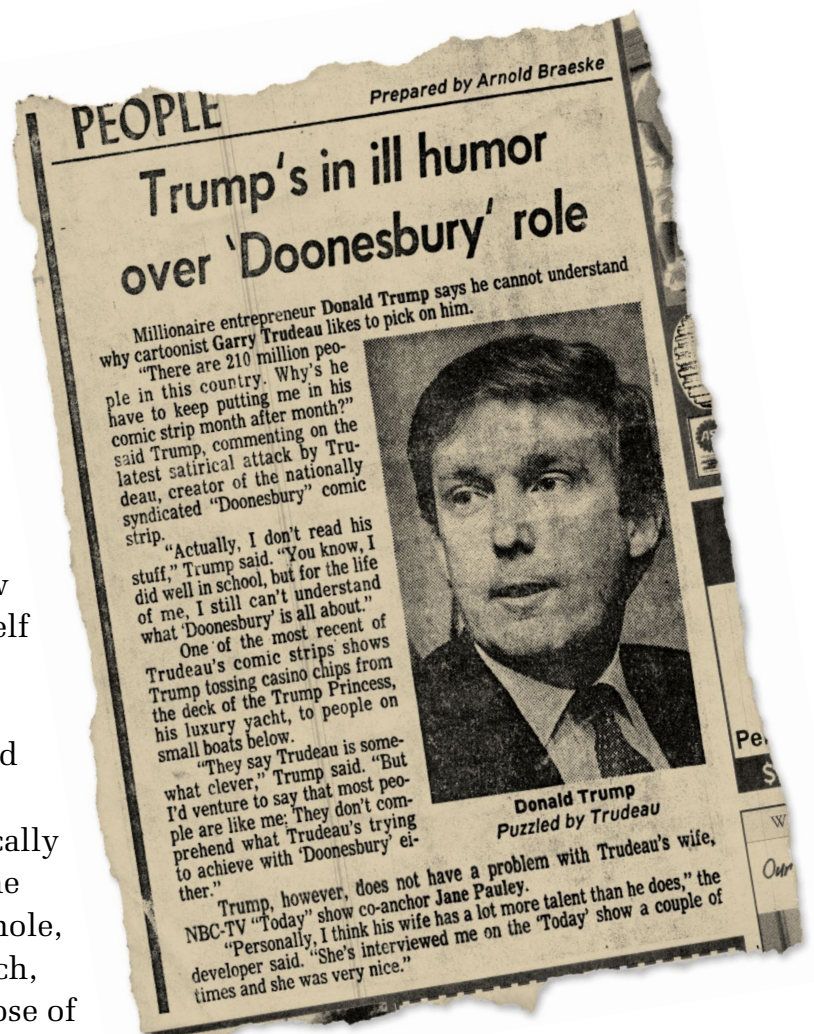 PEOPLE
Prepared by Arnold Braeske
Trump's in ill humor
over 'Doonesbury' role
Millionaire entrepreneur Donald Trump says he cannot understand
why cartoonist Garry Trudeau likes to pick on him.
"There are 210 million peo-
ple in this country. Why's he
have to keep putting me in his
comic strip month after month?"
said Trump, commenting on the
latest satirical attack by Tru-
deau, creator of the nationally
syndicated "Doonesbury" comic
strip.
"Actually, I don't read his
stuff," Trump said. "You know, I
did well in school, but for the life
of me, I still can't understand
what 'Doonesbury' is all about."
One of the most recent of
Trudeau's comic strips shows
Trump tossing casino chips from
the deck of the Trump Princess,
his luxury yacht, to people on
small boats below.
"They say Trudeau is some-
what clever," Trump said. "But
I'd venture to say that most peo-
ple are like me: They don't com-
prehend what Trudeau's trying
to achieve with 'Doonesbury' ei-
ther."
Donald Trump
Puzzled by Trudeau
Trump, however, does not have a problem with Trudeau's wife,
NBC-TV "Today" show co-anchor Jane Pauley.
"Personally, I think his wife has a lot more talent than he does," the
developer said. "She's interviewed me on the 'Today' show a couple of
times and she was very nice."
w
elf
d
cally
ne
hole,
ch,
ose of
Pe
$
W
Our